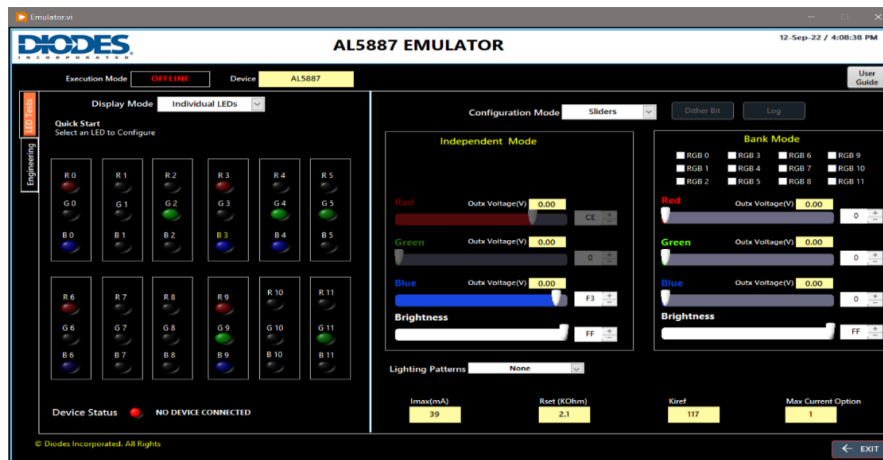 Emulator.vi
DIODES
INCORPORATED
AL5887 EMULATOR
12-Sep-22 / 4:08:38 PM
Execution Mode OFFLINE Device AL5887
User Guide
LED Tests
Engineering
Display Mode Individual LEDs
Quick Start
Select an LED to Configure
R 0 R 1 R 2 R 3 R 4 R 5
G 0 G 1 G 2 G 3 G 4 G 5
B 0 B 1 B 2 B 3 B 4 B 5
R 6 R 7 R 8 R 9 R 10 R 11
G 6 G 7 G 8 G 9 G 10 G 11
B 6 B 7 B 8 B 9 B 10 B 11
Device Status NO DEVICE CONNECTED
Configuration Mode Sliders Dither Bit Log
Independent Mode
Red Outx Voltage(V) 0.00
CE
Green Outx Voltage(V) 0.00
0
Blue Outx Voltage(V) 0.00
F3
Brightness
FF
Bank Mode
RGB 0 RGB 3 RGB 6 RGB 9
RGB 1 RGB 4 RGB 7 RGB 10
RGB 2 RGB 5 RGB 8 RGB 11
Red Outx Voltage(V) 0.00
0
Green Outx Voltage(V) 0.00
0
Blue Outx Voltage(V) 0.00
0
Brightness
FF
Lighting Patterns None
Imax(mA) Rset (KOhm) Kiref Max Current Option
39 2.1 117 1
© Diodes Incorporated. All Rights
EXIT